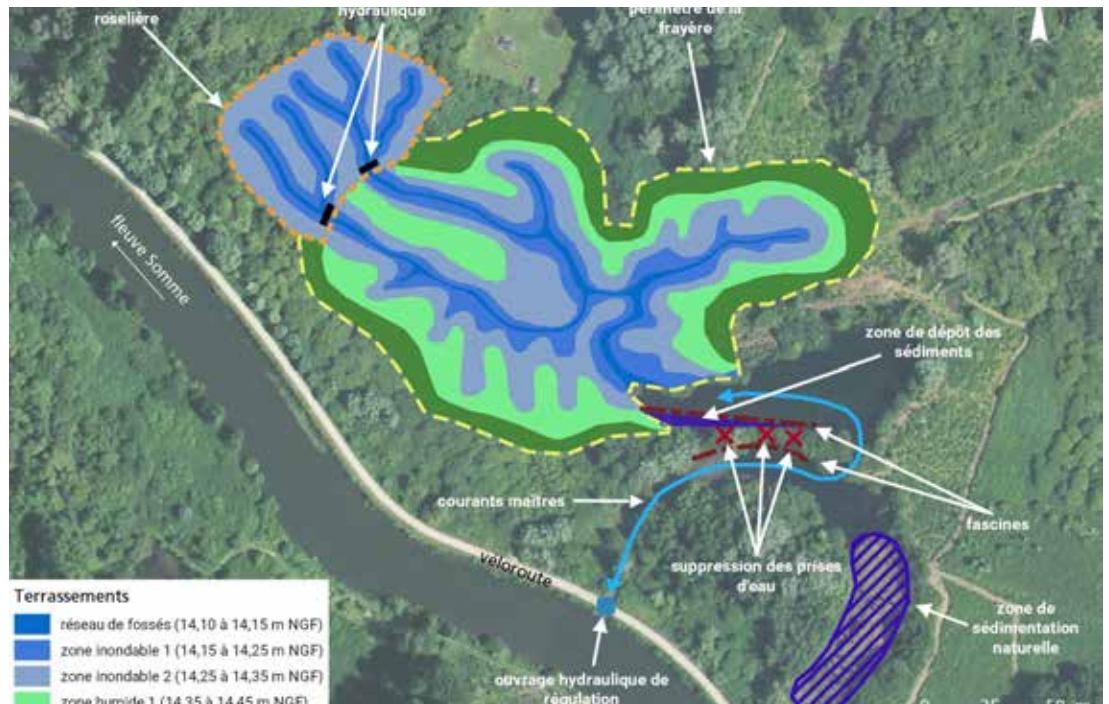 hydraulique
roselière
périmètre de la
frayère
fleuve Somme
zone de dépôt des
sédiments
courants maîtres
fascines
suppression des prises
d'eau
véloroute
zone de
sédimentation
naturelle
ouvrage hydraulique de
régulation
Terrassements
réseau de fossés (14,10 à 14,15 m NGF)
zone inondable 1 (14,15 à 14,25 m NGF)
zone inondable 2 (14,25 à 14,35 m NGF)
zone humide 1 (14,35 à 14,45 m NGF)